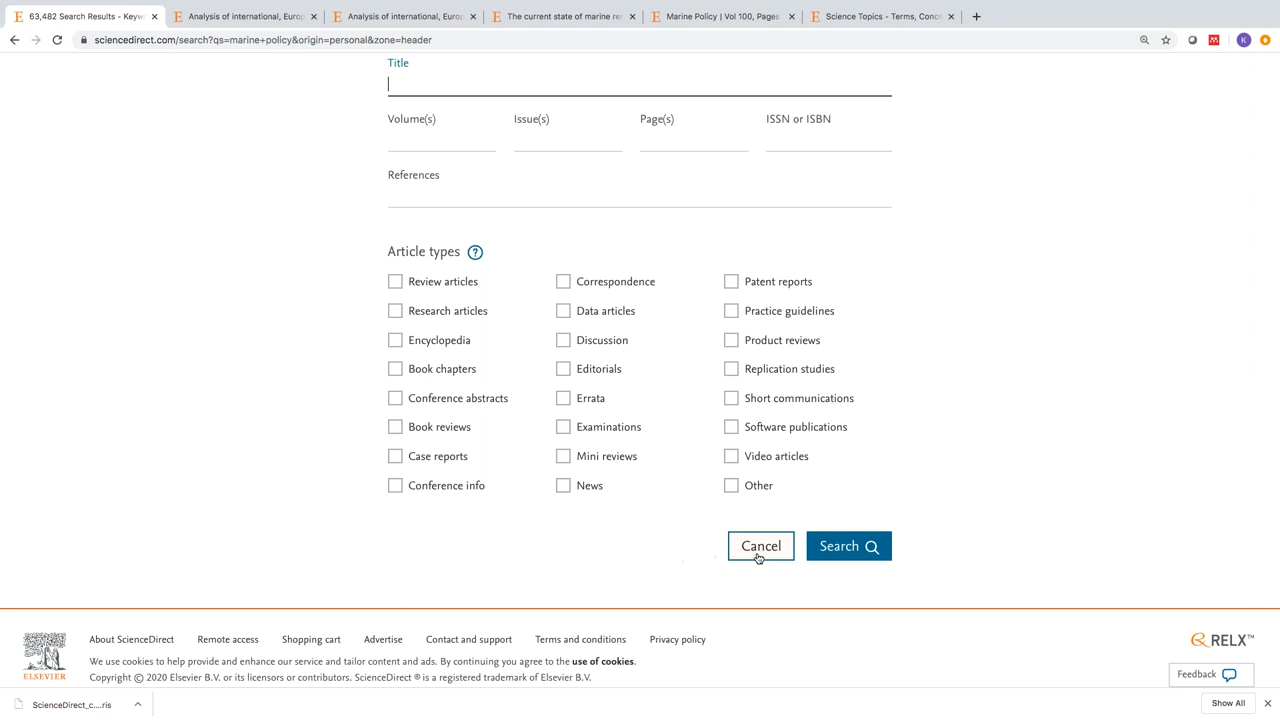 63,482 Search Results - Keyw
Analysis of international, Europ
Analysis of international, Europ
The current state of marine re
Marine Policy | Vol 100, Pages
Science Topics - Terms, Conc
sciencedirect.com/search?qs=marine+policy&origin=personal&zone=header
K
Title
Volume(s) Issue(s) Page(s) ISSN or ISBN
References
Article types ?
Review articles Correspondence Patent reports
Research articles Data articles Practice guidelines
Encyclopedia Discussion Product reviews
Book chapters Editorials Replication studies
Conference abstracts Errata Short communications
Book reviews Examinations Software publications
Case reports Mini reviews Video articles
Conference info News Other
Cancel Search
About ScienceDirect Remote access Shopping cart Advertise Contact and support Terms and conditions Privacy policy
RELX™
We use cookies to help provide and enhance our service and tailor content and ads. By continuing you agree to the use of cookies.
Copyright © 2020 Elsevier B.V. or its licensors or contributors. ScienceDirect ® is a registered trademark of Elsevier B.V.
ELSEVIER
Feedback
ScienceDirect_c....ris
Show All